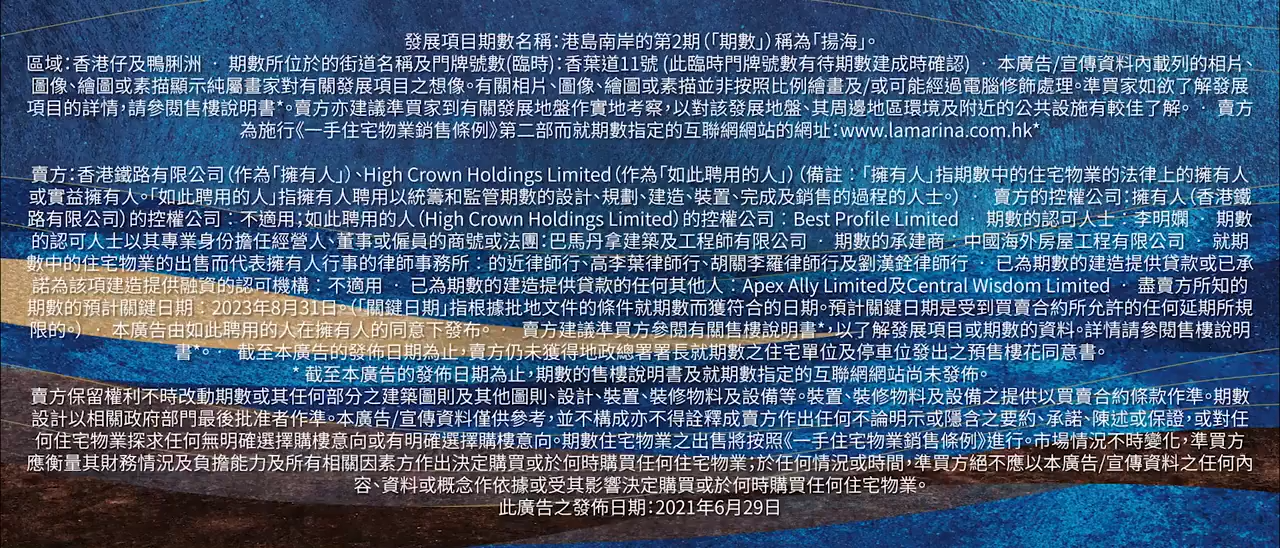 發展項目期數名稱：港島南岸的第2期（「期數」）稱為「揚海」。
區域：香港仔及鴨脷洲 ‧ 期數所位於的街道名稱及門牌號數(臨時)：香葉道11號 (此臨時門牌號數有待期數建成時確認) ‧ 本廣告/宣傳資料內載列的相片、
圖像、繪圖或素描顯示純屬畫家對有關發展項目之想像。有關相片、圖像、繪圖或素描並非按照比例繪畫及/或可能經過電腦修飾處理。準買家如欲了解發展
項目的詳情，請參閱售樓說明書*。賣方亦建議準買家到有關發展地盤作實地考察，以對該發展地盤、其周邊地區環境及附近的公共設施有較佳了解。 ‧ 賣方
為施行《一手住宅物業銷售條例》第二部而就期數指定的互聯網網站的網址：www.lamarina.com.hk*
賣方：香港鐵路有限公司（作為「擁有人」）、High Crown Holdings Limited（作為「如此聘用的人」）（備註：「擁有人」指期數中的住宅物業的法律上的擁有人
或實益擁有人。「如此聘用的人」指擁有人聘用以統籌和監管期數的設計、規劃、建造、裝置、完成及銷售的過程的人士。） 賣方的控權公司：擁有人（香港鐵
路有限公司）的控權公司：不適用；如此聘用的人（High Crown Holdings Limited）的控權公司：Best Profile Limited ‧ 期數的認可人士：李明嫻 ‧ 期數
的認可人士以其專業身份擔任經營人、董事或僱員的商號或法團：巴馬丹拿建築及工程師有限公司 ‧ 期數的承建商：中國海外房屋工程有限公司 ‧ 就期
數中的住宅物業的出售而代表擁有人行事的律師事務所：的近律師行、高李葉律師行、胡關李羅律師行及劉漢銓律師行 ‧ 已為期數的建造提供貸款或已承
諾為該項建造提供融資的認可機構：不適用 ‧ 已為期數的建造提供貸款的任何其他人：Apex Ally Limited及Central Wisdom Limited ‧ 盡賣方所知的
期數的預計關鍵日期：2023年8月31日。（「關鍵日期」指根據批地文件的條件就期數而獲符合的日期。預計關鍵日期是受到買賣合約所允許的任何延期所規
限的。） ‧ 本廣告由如此聘用的人在擁有人的同意下發布。 ‧ 賣方建議準買方參閱有關售樓說明書*，以了解發展項目或期數的資料。詳情請參閱售樓說明
書*。 ‧ 截至本廣告的發佈日期為止，賣方仍未獲得地政總署署長就期數之住宅單位及停車位發出之預售樓花同意書。
* 截至本廣告的發佈日期為止，期數的售樓說明書及就期數指定的互聯網網站尚未發佈。
賣方保留權利不時改動期數或其任何部分之建築圖則及其他圖則、設計、裝置、裝修物料及設備等。裝置、裝修物料及設備之提供以買賣合約條款作準。期數
設計以相關政府部門最後批准者作準。本廣告/宣傳資料僅供參考，並不構成亦不得詮釋成賣方作出任何不論明示或隱含之要約、承諾、陳述或保證，或對任
何住宅物業探求任何無明確選擇購樓意向或有明確選擇購樓意向。期數住宅物業之出售將按照《一手住宅物業銷售條例》進行。市場情況不時變化，準買方
應衡量其財務情況及負擔能力及所有相關因素方作出決定購買或於何時購買任何住宅物業；於任何情況或時間，準買方絕不應以本廣告/宣傳資料之任何內
容、資料或概念作依據或受其影響決定購買或於何時購買任何住宅物業。
此廣告之發佈日期：2021年6月29日